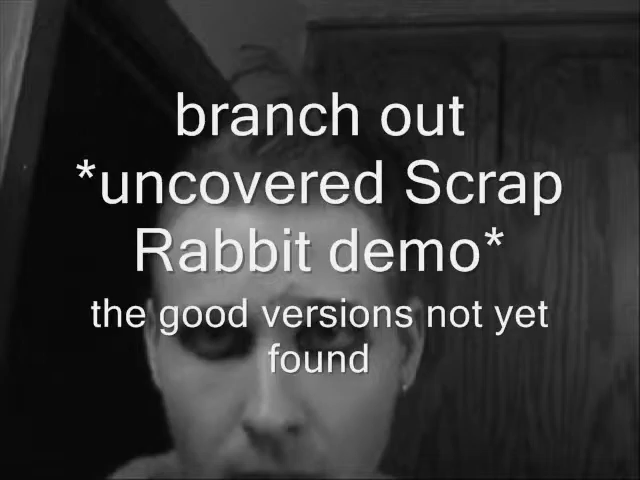 branch out
*uncovered Scrap
Rabbit demo*
the good versions not yet
found